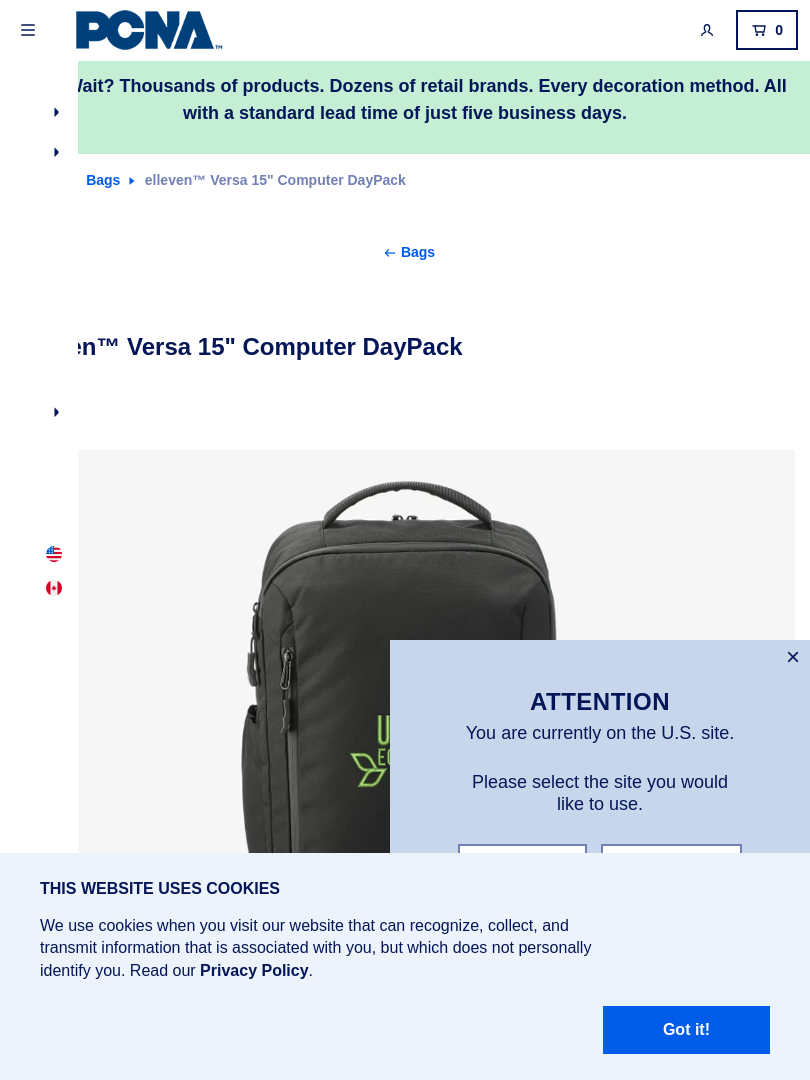 PCNA™
0
Wait? Thousands of products. Dozens of retail brands. Every decoration method. All
with a standard lead time of just five business days.
Bags
elleven™ Versa 15" Computer DayPack
Bags
en™ Versa 15" Computer DayPack
U
EC
ATTENTION
You are currently on the U.S. site.
Please select the site you would
like to use.
THIS WEBSITE USES COOKIES
We use cookies when you visit our website that can recognize, collect, and
transmit information that is associated with you, but which does not personally
identify you. Read our Privacy Policy.
Got it!